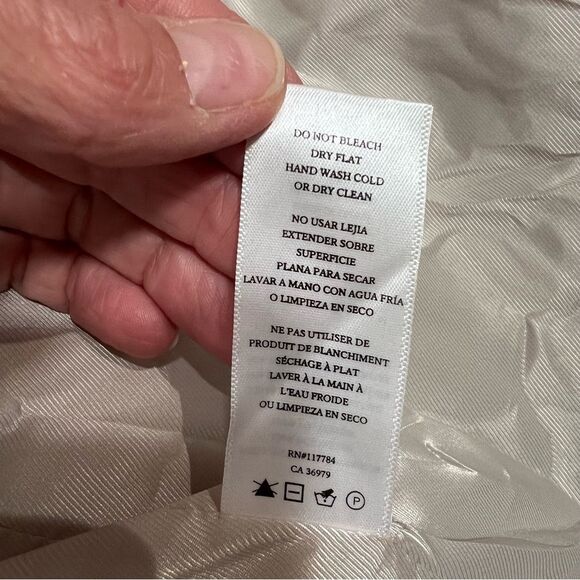 DO NOT BLEACH
DRY FLAT
HAND WASH COLD
OR DRY CLEAN
NO USAR LEJIA
EXTENDER SOBRE
SUPERFICIE
PLANA PARA SECAR
LAVAR A MANO CON AGUA FRÍA
O LIMPIEZA EN SECO
NE PAS UTILISER DE
PRODUIT DE BLANCHIMENT
SÉCHAGE À PLAT
LAVER À LA MAIN À
L'EAU FROIDE
OU LIMPIEZA EN SECO
RN#117784
CA 36979
P